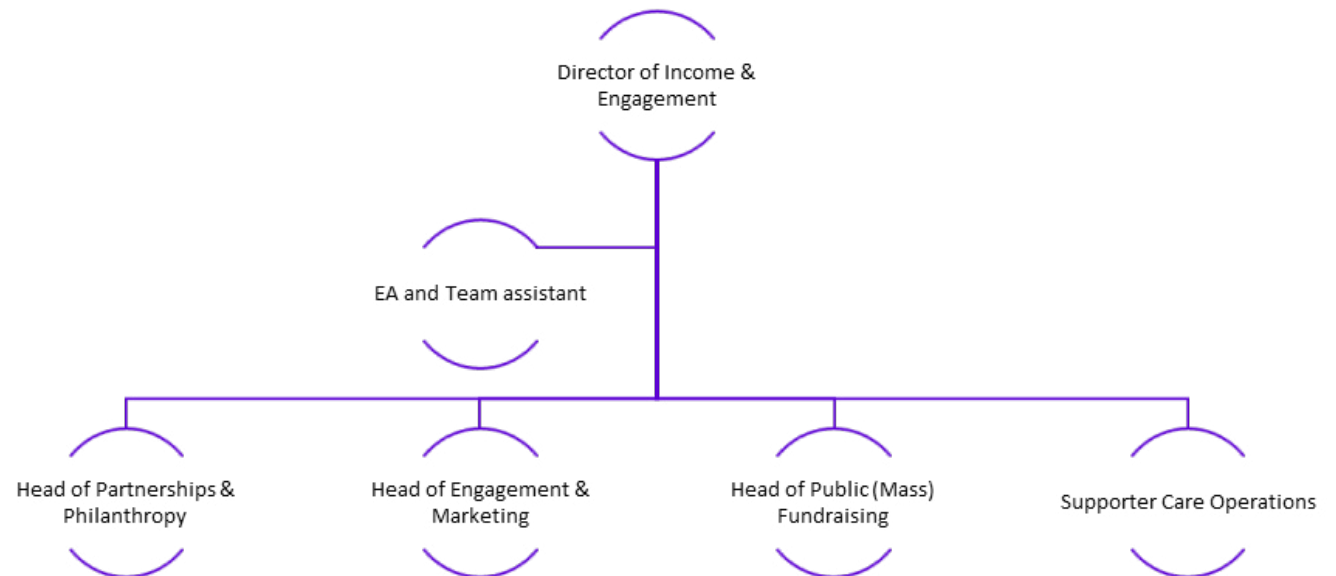 Director of Income &
Engagement
EA and Team assistant
Head of Partnerships &
Philanthropy
Head of Engagement &
Marketing
Head of Public (Mass)
Fundraising
Supporter Care Operations